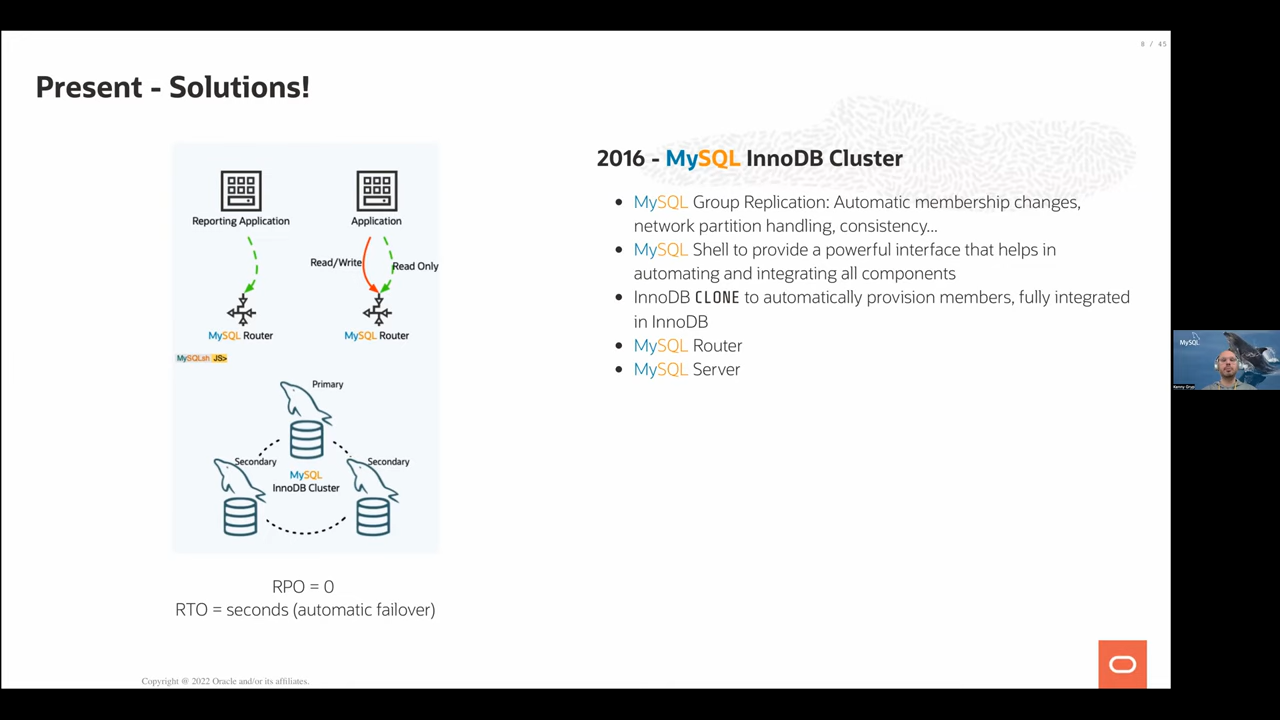 8 / 45
Present - Solutions!
Reporting Application
Application
Read/Write
Read Only
MySQL Router
MySQL Router
MySQLsh JS>
Primary
Secondary
Secondary
MySQL
InnoDB Cluster
RPO = 0
RTO = seconds (automatic failover)
2016 - MySQL InnoDB Cluster
MySQL Group Replication: Automatic membership changes,
network partition handling, consistency...
MySQL Shell to provide a powerful interface that helps in
automating and integrating all components
InnoDB CLONE to automatically provision members, fully integrated
in InnoDB
MySQL Router
MySQL Server
Copyright @ 2022 Oracle and/or its affiliates.
MySQL